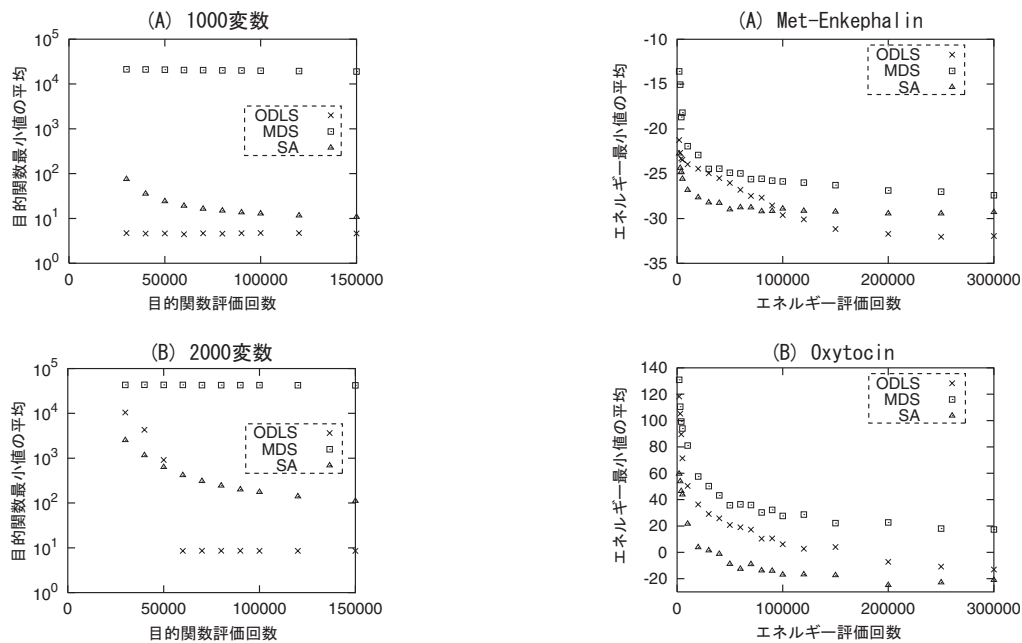 (A) 1000変数
目的関数最小値の平均
10^5
10^4
10^3
10^2
10^1
10^0
ODLS
MDS
SA
0
50000
100000
150000
目的関数評価回数
(A) Met-Enkephalin
エネルギー最小値の平均
-10
-15
-20
-25
-30
-35
ODLS
MDS
SA
0
100000
200000
300000
エネルギー評価回数
(B) 2000変数
目的関数最小値の平均
10^5
10^4
10^3
10^2
10^1
10^0
ODLS
MDS
SA
0
50000
100000
150000
目的関数評価回数
(B) Oxytocin
エネルギー最小値の平均
140
120
100
80
60
40
20
0
-20
ODLS
MDS
SA
0
100000
200000
300000
エネルギー評価回数